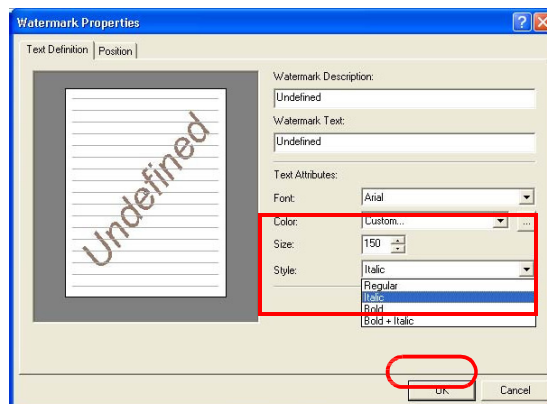 Watermark Properties
Text Definition
Position
Undefined
Watermark Description:
Undefined
Watermark Text:
Undefined
Text Attributes:
Font: Arial
Color: Custom... ...
Size: 150
Style: Italic
Regular
Italic
Bold
Bold + Italic
OK
Cancel